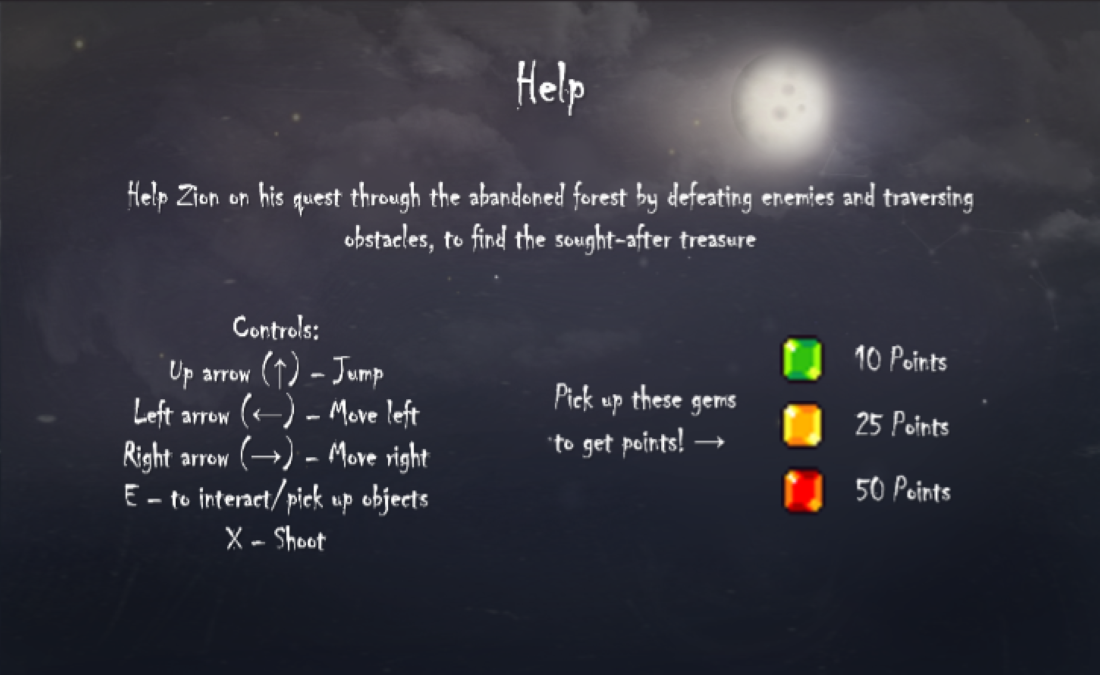 Help
Help Zion on his quest through the abandoned forest by defeating enemies and traversing
obstacles, to find the sought-after treasure
Controls:
Up arrow (↑) - Jump
Left arrow (←) - Move left
Right arrow (→) - Move right
E - to interact/pick up objects
X - Shoot
Pick up these gems
to get points! →
10 Points
25 Points
50 Points